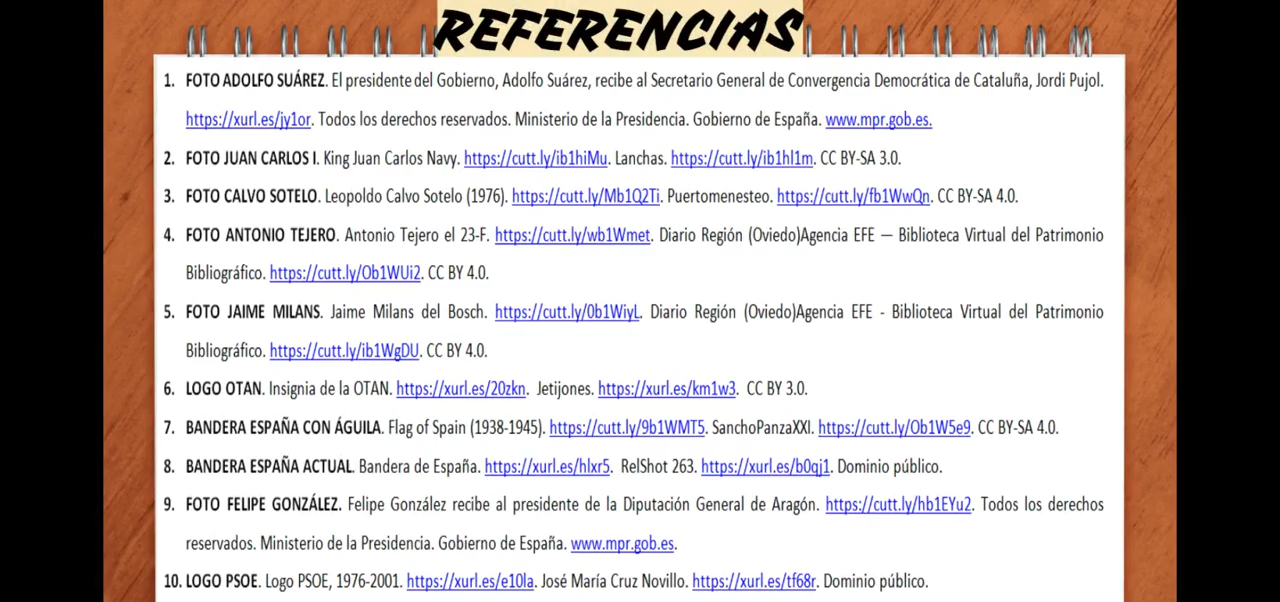 REFERENCIAS
1. FOTO ADOLFO SUÁREZ. El presidente del Gobierno, Adolfo Suárez, recibe al Secretario General de Convergencia Democrática de Cataluña, Jordi Pujol.
https://xurl.es/jy1or. Todos los derechos reservados. Ministerio de la Presidencia. Gobierno de España. www.mpr.gob.es.
2. FOTO JUAN CARLOS I. King Juan Carlos Navy. https://cutt.ly/ib1hiMu. Lanchas. https://cutt.ly/ib1hl1m. CC BY-SA 3.0.
3. FOTO CALVO SOTELO. Leopoldo Calvo Sotelo (1976). https://cutt.ly/Mb1Q2Ti. Puertomenesteo. https://cutt.ly/fb1WwQn. CC BY-SA 4.0.
4. FOTO ANTONIO TEJERO. Antonio Tejero el 23-F. https://cutt.ly/wb1Wmet. Diario Región (Oviedo)Agencia EFE — Biblioteca Virtual del Patrimonio
Bibliográfico. https://cutt.ly/Ob1WUi2. CC BY 4.0.
5. FOTO JAIME MILANS. Jaime Milans del Bosch. https://cutt.ly/0b1WiyL. Diario Región (Oviedo)Agencia EFE - Biblioteca Virtual del Patrimonio
Bibliográfico. https://cutt.ly/ib1WgDU. CC BY 4.0.
6. LOGO OTAN. Insignia de la OTAN. https://xurl.es/20zkn. Jetijones. https://xurl.es/km1w3. CC BY 3.0.
7. BANDERA ESPAÑA CON ÁGUILA. Flag of Spain (1938-1945). https://cutt.ly/9b1WMT5. SanchoPanzaXXI. https://cutt.ly/Ob1W5e9. CC BY-SA 4.0.
8. BANDERA ESPAÑA ACTUAL. Bandera de España. https://xurl.es/hlxr5. RelShot 263. https://xurl.es/b0qj1. Dominio público.
9. FOTO FELIPE GONZÁLEZ. Felipe González recibe al presidente de la Diputación General de Aragón. https://cutt.ly/hb1EYu2. Todos los derechos
reservados. Ministerio de la Presidencia. Gobierno de España. www.mpr.gob.es.
10. LOGO PSOE. Logo PSOE, 1976-2001. https://xurl.es/e10la. José María Cruz Novillo. https://xurl.es/tf68r. Dominio público.